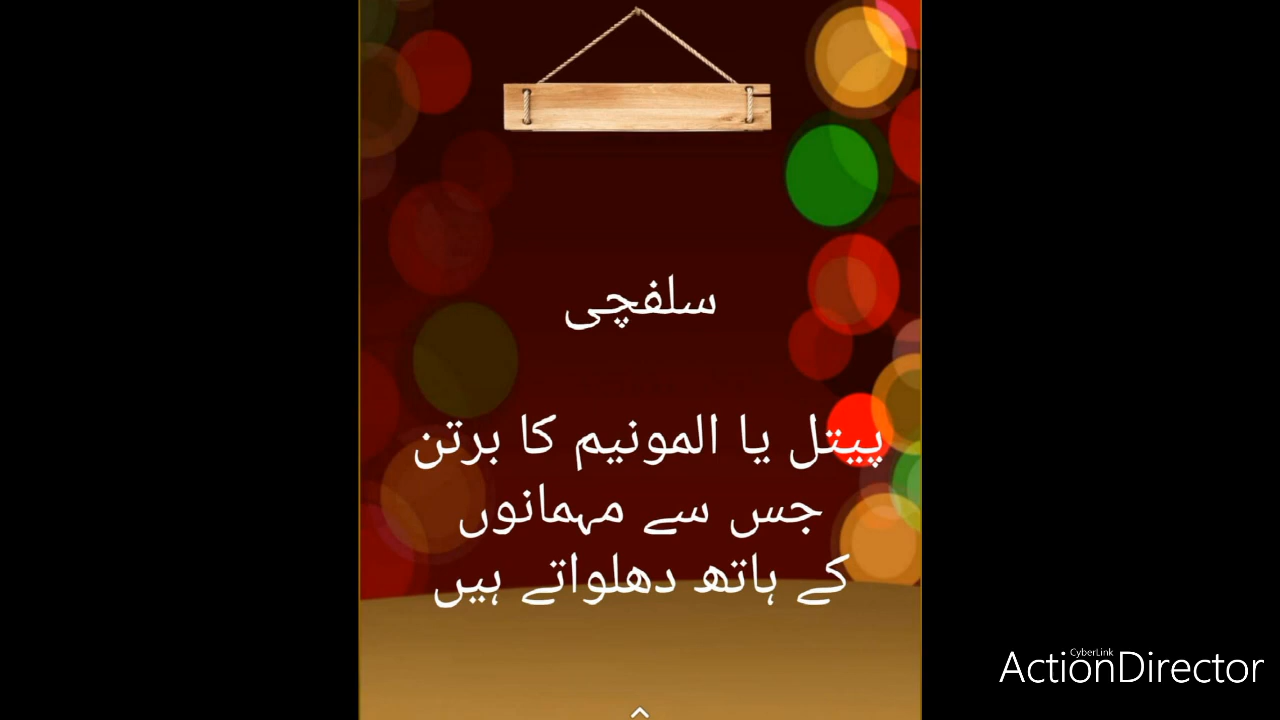 سلفچی
پیتل یا المونیم کا برتن
جس سے مہمانوں
کے ہاتھ دھلواتے ہیں
CyberLink
ActionDirector